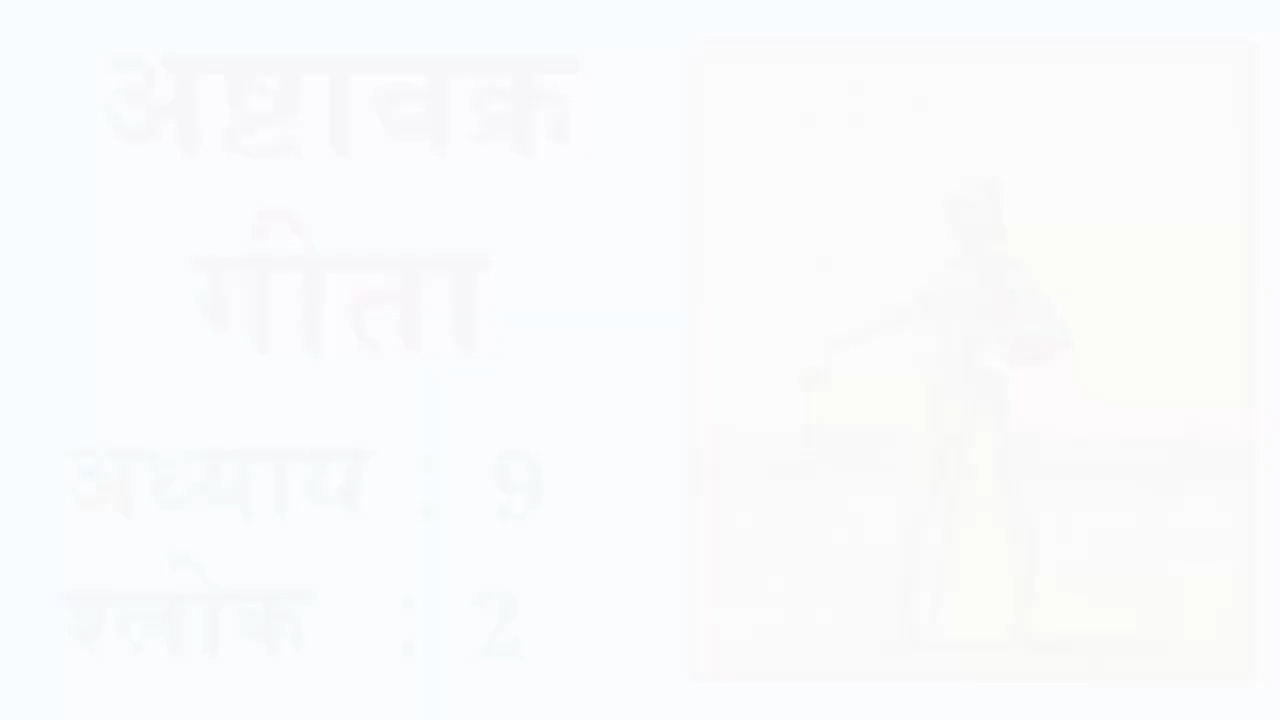 अष्टावक्र
गीता
अध्याय : 9
श्लोक : 2